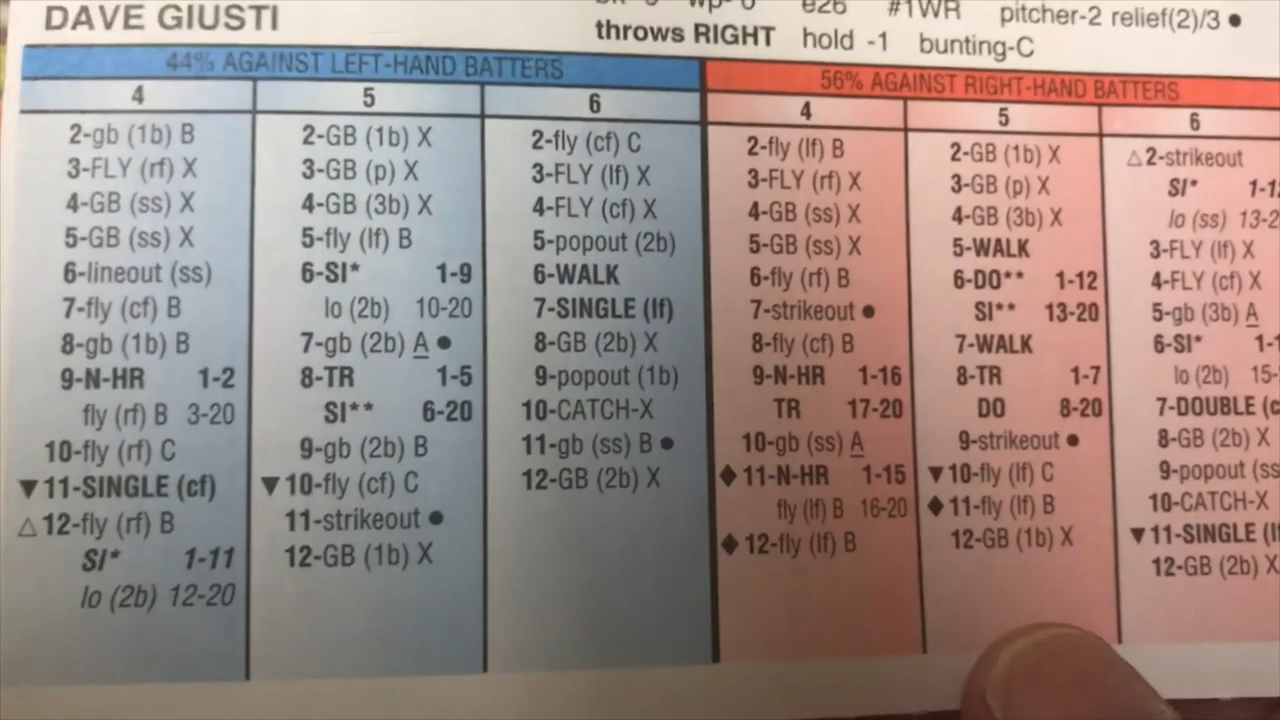 DAVE GIUSTI
e26 #1WR pitcher-2 relief(2)/3 ●
throws RIGHT hold -1 bunting-C
44% AGAINST LEFT-HAND BATTERS
4
2-gb (1b) B
3-FLY (rf) X
4-GB (ss) X
5-GB (ss) X
6-lineout (ss)
7-fly (cf) B
8-gb (1b) B
9-N-HR 1-2
fly (rf) B 3-20
10-fly (rf) C
▼11-SINGLE (cf)
△12-fly (rf) B
SI* 1-11
lo (2b) 12-20
5
2-GB (1b) X
3-GB (p) X
4-GB (3b) X
5-fly (lf) B
6-SI* 1-9
lo (2b) 10-20
7-gb (2b) A ●
8-TR 1-5
SI** 6-20
9-gb (2b) B
▼10-fly (cf) C
11-strikeout ●
12-GB (1b) X
6
2-fly (cf) C
3-FLY (lf) X
4-FLY (cf) X
5-popout (2b)
6-WALK
7-SINGLE (lf)
8-GB (2b) X
9-popout (1b)
10-CATCH-X
11-gb (ss) B ●
12-GB (2b) X
56% AGAINST RIGHT-HAND BATTERS
4
2-fly (lf) B
3-FLY (rf) X
4-GB (ss) X
5-GB (ss) X
6-fly (rf) B
7-strikeout ●
8-fly (cf) B
9-N-HR 1-16
TR 17-20
10-gb (ss) A
◆11-N-HR 1-15
fly (lf) B 16-20
◆12-fly (lf) B
5
2-GB (1b) X
3-GB (p) X
4-GB (3b) X
5-WALK
6-DO** 1-12
SI** 13-20
7-WALK
8-TR 1-7
DO 8-20
9-strikeout ●
▼10-fly (lf) C
◆11-fly (lf) B
12-GB (1b) X
6
△2-strikeout
SI*
lo (ss)
3-FLY (lf) X
4-FLY (cf) X
5-gb (3b) A
6-SI*
lo (2b)
7-DOUBLE
8-GB (2b) X
9-popout (ss
10-CATCH-X
▼11-SINGLE
12-GB (2b) X